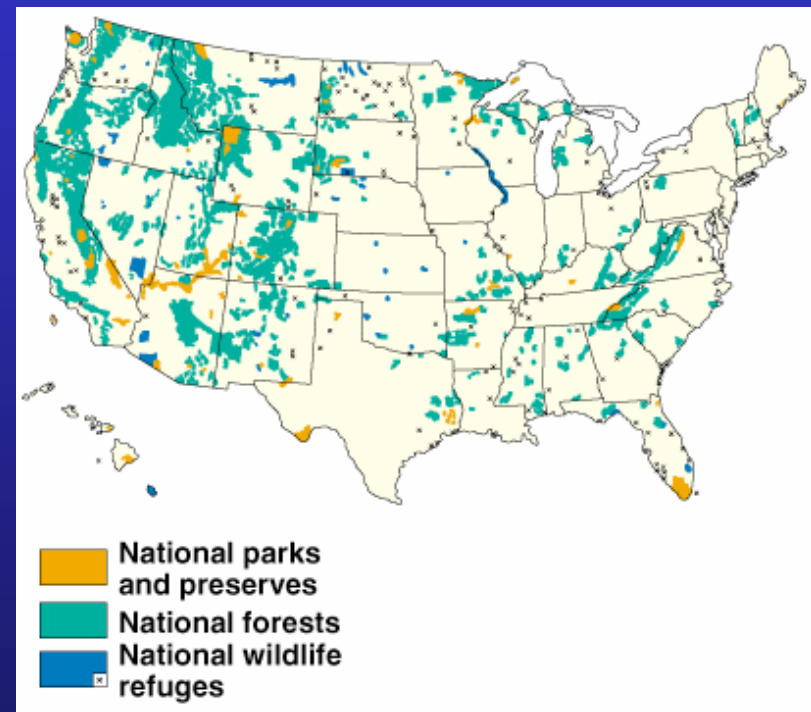 National parks
and preserves
National forests
National wildlife
refuges